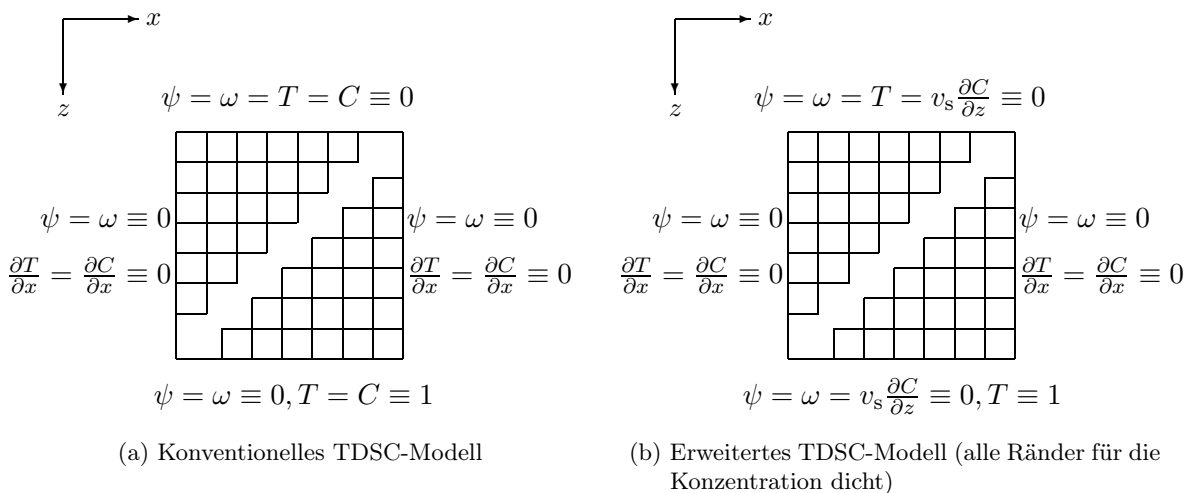 x
z
ψ = ω = T = C ≡ 0
ψ = ω ≡ 0
∂T/∂x = ∂C/∂x ≡ 0
ψ = ω ≡ 0
∂T/∂x = ∂C/∂x ≡ 0
ψ = ω ≡ 0, T = C ≡ 1
(a) Konventionelles TDSC-Modell
x
z
ψ = ω = T = v_s ∂C/∂z ≡ 0
ψ = ω ≡ 0
∂T/∂x = ∂C/∂x ≡ 0
ψ = ω ≡ 0
∂T/∂x = ∂C/∂x ≡ 0
ψ = ω = v_s ∂C/∂z ≡ 0, T ≡ 1
(b) Erweitertes TDSC-Modell (alle Ränder für die
Konzentration dicht)